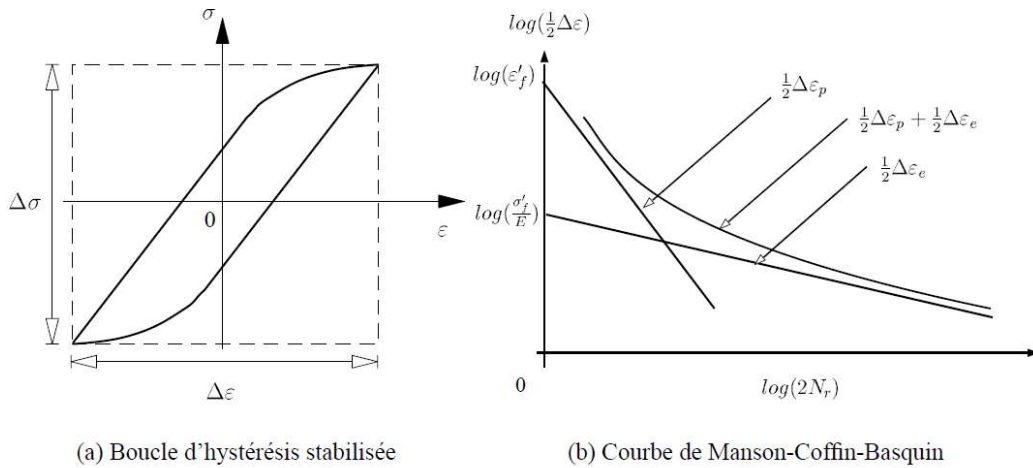 σ
Δσ
0
ε
Δε
(a) Boucle d'hystérésis stabilisée
log(½Δε)
log(ε′f)
½Δεp
½Δεp + ½Δεe
½Δεe
log(σ′f/E)
0
log(2Nr)
(b) Courbe de Manson-Coffin-Basquin